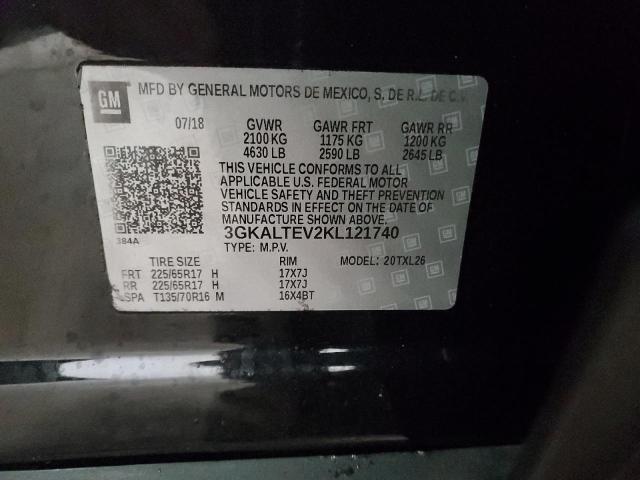 GM MFD BY GENERAL MOTORS DE MEXICO, S. DE R.L. DE C.V.
07/18 GVWR GAWR FRT GAWR RR
2100 KG 1175 KG 1200 KG
4630 LB 2590 LB 2645 LB
THIS VEHICLE CONFORMS TO ALL
APPLICABLE U.S. FEDERAL MOTOR
VEHICLE SAFETY AND THEFT PREVENTION
STANDARDS IN EFFECT ON THE DATE OF
MANUFACTURE SHOWN ABOVE.
384A 3GKALTEV2KL121740
TYPE: M.P.V.
TIRE SIZE RIM MODEL: 20TXL26
FRT 225/65R17 H 17X7J
RR 225/65R17 H 17X7J
SPA T135/70R16 M 16X4BT